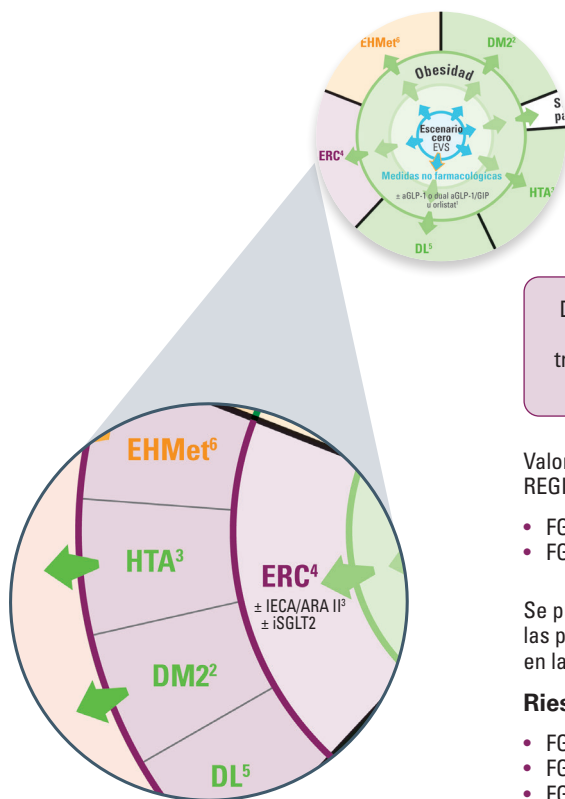 EHMet⁶
DM2²
Obesidad
S
pa
Escenario
cero
EVS
ERC⁴
Medidas no farmacológicas
HTA³
± aGLP-1 o dual aGLP-1/GIP
u orlistat¹
DL⁵
D
tr
Valor
REGI
• FG
• FG
Se p
las p
en la
Ries
• FG
• FG
• FG
EHMet⁶
HTA³
ERC⁴
± IECA/ARA II³
± iSGLT2
DM2²
DL⁵